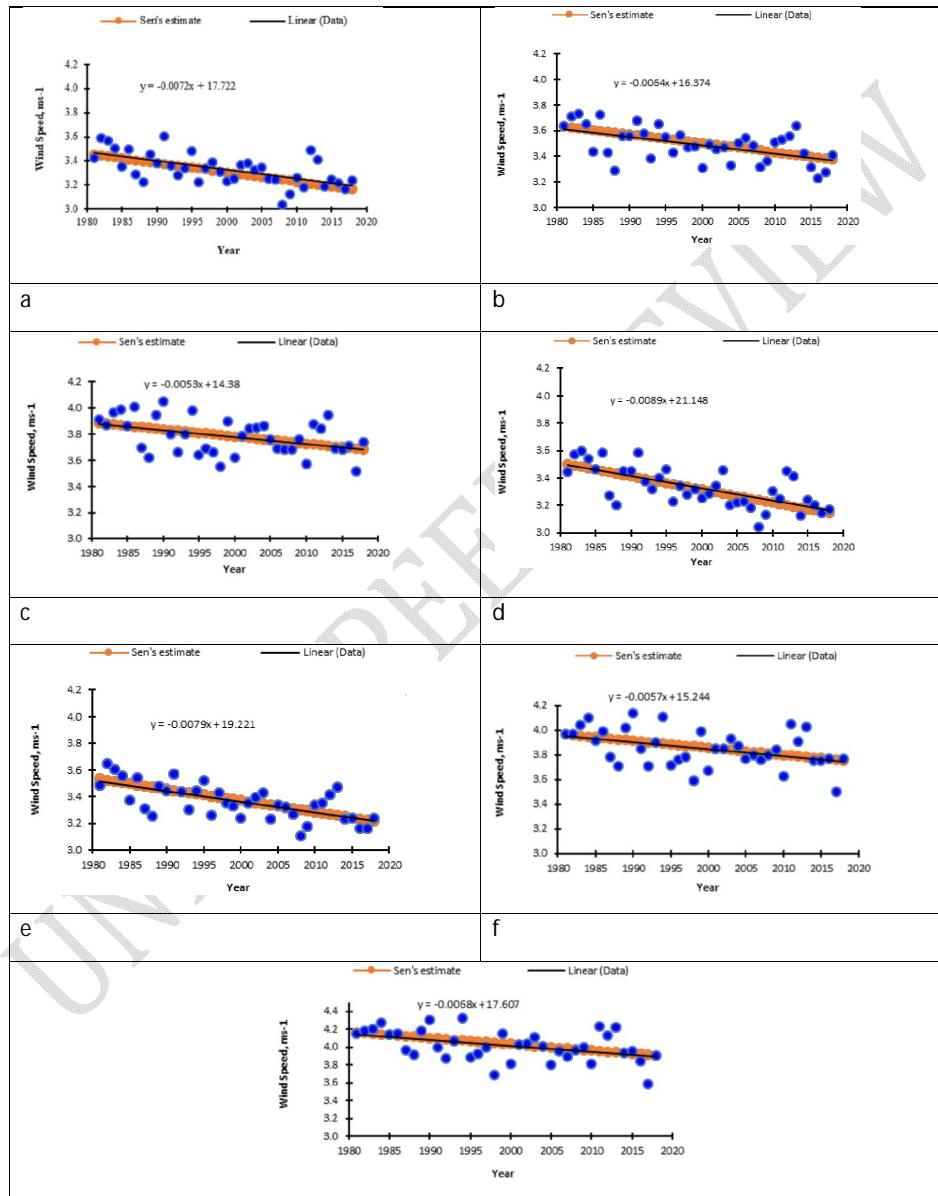 Sen's estimate Linear (Data)
y = -0.0072x + 17.722
Wind Speed, ms-1
4.2
4.0
3.8
3.6
3.4
3.2
3.0
1980 1985 1990 1995 2000 2005 2010 2015 2020
Year
Sen's estimate Linear (Data)
y = -0.0064x + 16.374
Wind Speed, ms-1
4.2
4.0
3.8
3.6
3.4
3.2
3.0
1980 1985 1990 1995 2000 2005 2010 2015 2020
Year
a
b
Sen's estimate Linear (Data)
y = -0.0053x + 14.38
Wind Speed, ms-1
4.2
4.0
3.8
3.6
3.4
3.2
3.0
1980 1985 1990 1995 2000 2005 2010 2015 2020
Year
Sen's estimate Linear (Data)
y = -0.0089x + 21.148
Wind Speed, ms-1
4.2
4.0
3.8
3.6
3.4
3.2
3.0
1980 1985 1990 1995 2000 2005 2010 2015 2020
Year
c
d
Sen's estimate Linear (Data)
y = -0.0079x + 19.221
Wind Speed, ms-1
4.2
4.0
3.8
3.6
3.4
3.2
3.0
1980 1985 1990 1995 2000 2005 2010 2015 2020
Year
Sen's estimate Linear (Data)
y = -0.0057x + 15.244
Wind Speed, ms-1
4.2
4.0
3.8
3.6
3.4
3.2
3.0
1980 1985 1990 1995 2000 2005 2010 2015 2020
Year
e
f
Sen's estimate Linear (Data)
y = -0.0068x + 17.607
Wind Speed, ms-1
4.4
4.2
4.0
3.8
3.6
3.4
3.2
3.0
1980 1985 1990 1995 2000 2005 2010 2015 2020
Year